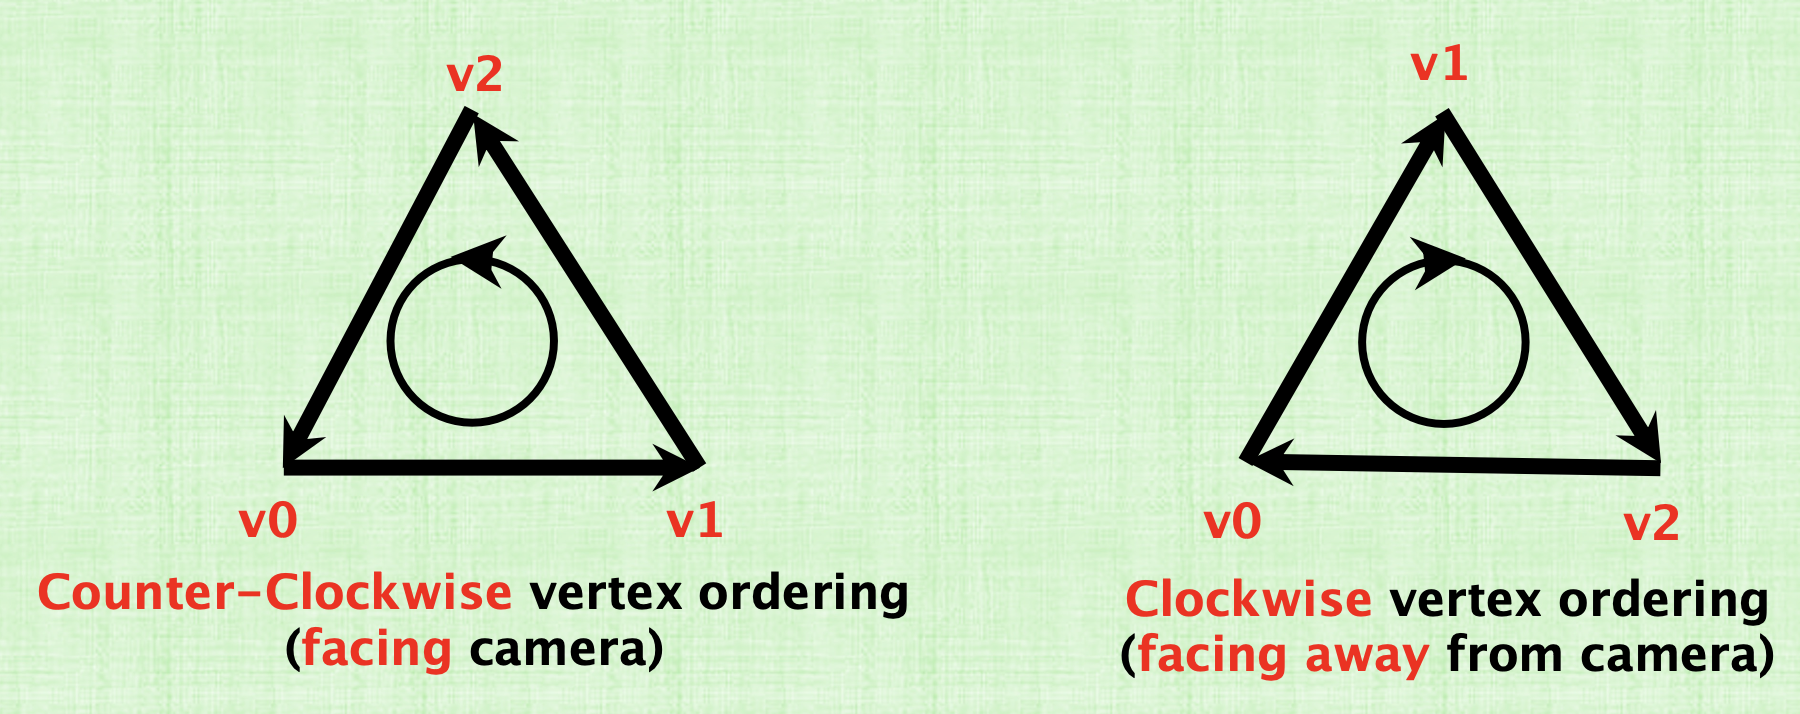 v2
v0
v1
Counter-Clockwise vertex ordering
(facing camera)
v1
v0
v2
Clockwise vertex ordering
(facing away from camera)